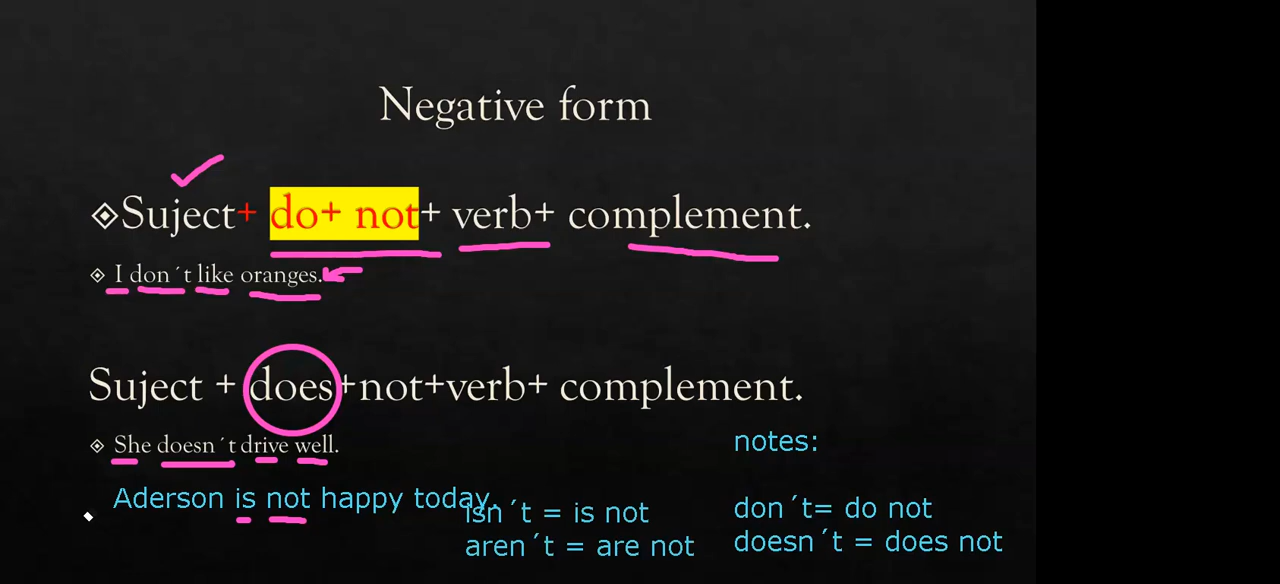 Negative form
Suject+ do+ not+ verb+ complement.
I don´t like oranges.
Suject + does+not+verb+ complement.
She doesn´t drive well.
Aderson is not happy today.
isn´t = is not
aren´t = are not
notes:
don´t= do not
doesn´t = does not